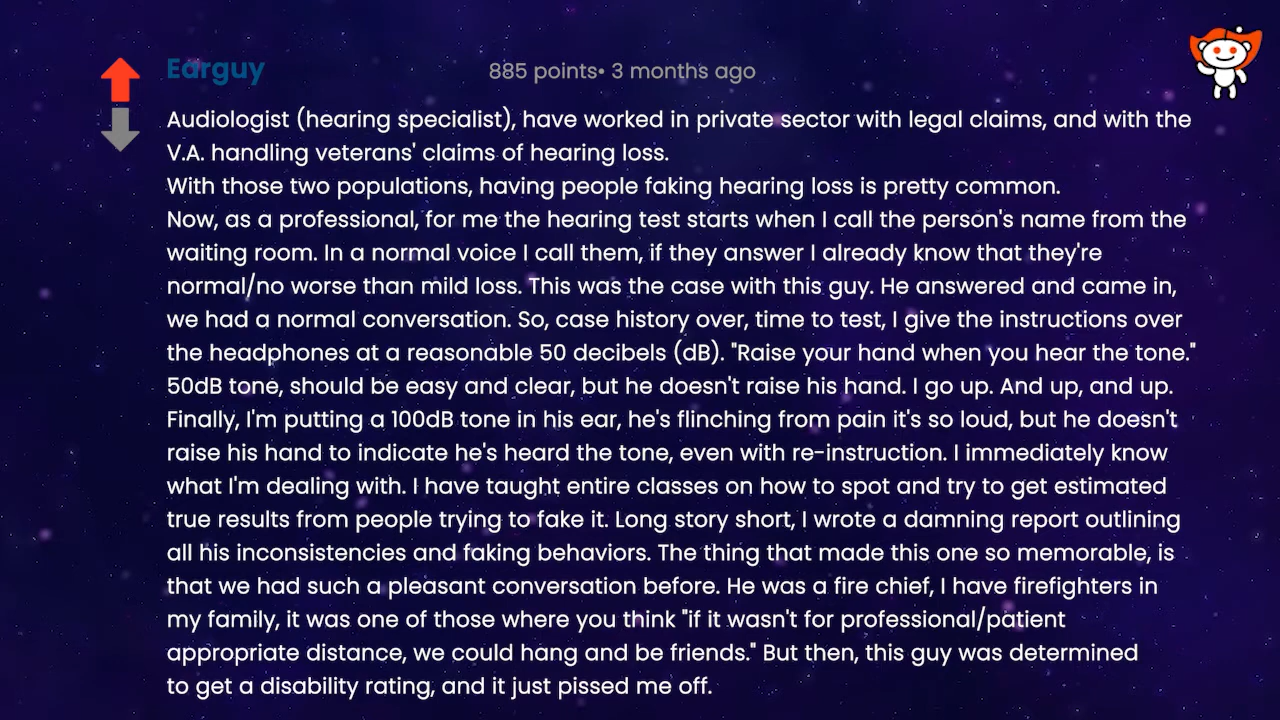 Earguy
885 points• 3 months ago
Audiologist (hearing specialist), have worked in private sector with legal claims, and with the
V.A. handling veterans' claims of hearing loss.
With those two populations, having people faking hearing loss is pretty common.
Now, as a professional, for me the hearing test starts when I call the person's name from the
waiting room. In a normal voice I call them, if they answer I already know that they're
normal/no worse than mild loss. This was the case with this guy. He answered and came in,
we had a normal conversation. So, case history over, time to test, I give the instructions over
the headphones at a reasonable 50 decibels (dB). "Raise your hand when you hear the tone."
50dB tone, should be easy and clear, but he doesn't raise his hand. I go up. And up, and up.
Finally, I'm putting a 100dB tone in his ear, he's flinching from pain it's so loud, but he doesn't
raise his hand to indicate he's heard the tone, even with re-instruction. I immediately know
what I'm dealing with. I have taught entire classes on how to spot and try to get estimated
true results from people trying to fake it. Long story short, I wrote a damning report outlining
all his inconsistencies and faking behaviors. The thing that made this one so memorable, is
that we had such a pleasant conversation before. He was a fire chief, I have firefighters in
my family, it was one of those where you think "if it wasn't for professional/patient
appropriate distance, we could hang and be friends." But then, this guy was determined
to get a disability rating, and it just pissed me off.